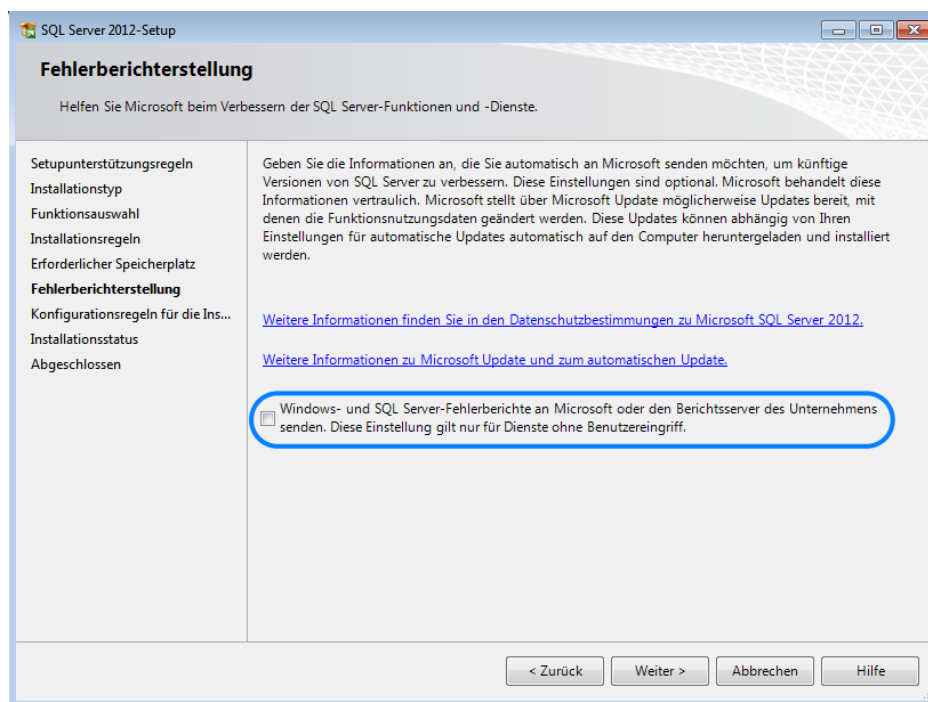 SQL Server 2012-Setup
Fehlerberichterstellung
Helfen Sie Microsoft beim Verbessern der SQL Server-Funktionen und -Dienste.
Setupunterstützungsregeln
Installationstyp
Funktionsauswahl
Installationsregeln
Erforderlicher Speicherplatz
Fehlerberichterstellung
Konfigurationsregeln für die Ins...
Installationsstatus
Abgeschlossen
Geben Sie die Informationen an, die Sie automatisch an Microsoft senden möchten, um künftige
Versionen von SQL Server zu verbessern. Diese Einstellungen sind optional. Microsoft behandelt diese
Informationen vertraulich. Microsoft stellt über Microsoft Update möglicherweise Updates bereit, mit
denen die Funktionsnutzungsdaten geändert werden. Diese Updates können abhängig von Ihren
Einstellungen für automatische Updates automatisch auf den Computer heruntergeladen und installiert
werden.
Weitere Informationen finden Sie in den Datenschutzbestimmungen zu Microsoft SQL Server 2012.
Weitere Informationen zu Microsoft Update und zum automatischen Update.
Windows- und SQL Server-Fehlerberichte an Microsoft oder den Berichtsserver des Unternehmens
senden. Diese Einstellung gilt nur für Dienste ohne Benutzereingriff.
< Zurück
Weiter >
Abbrechen
Hilfe